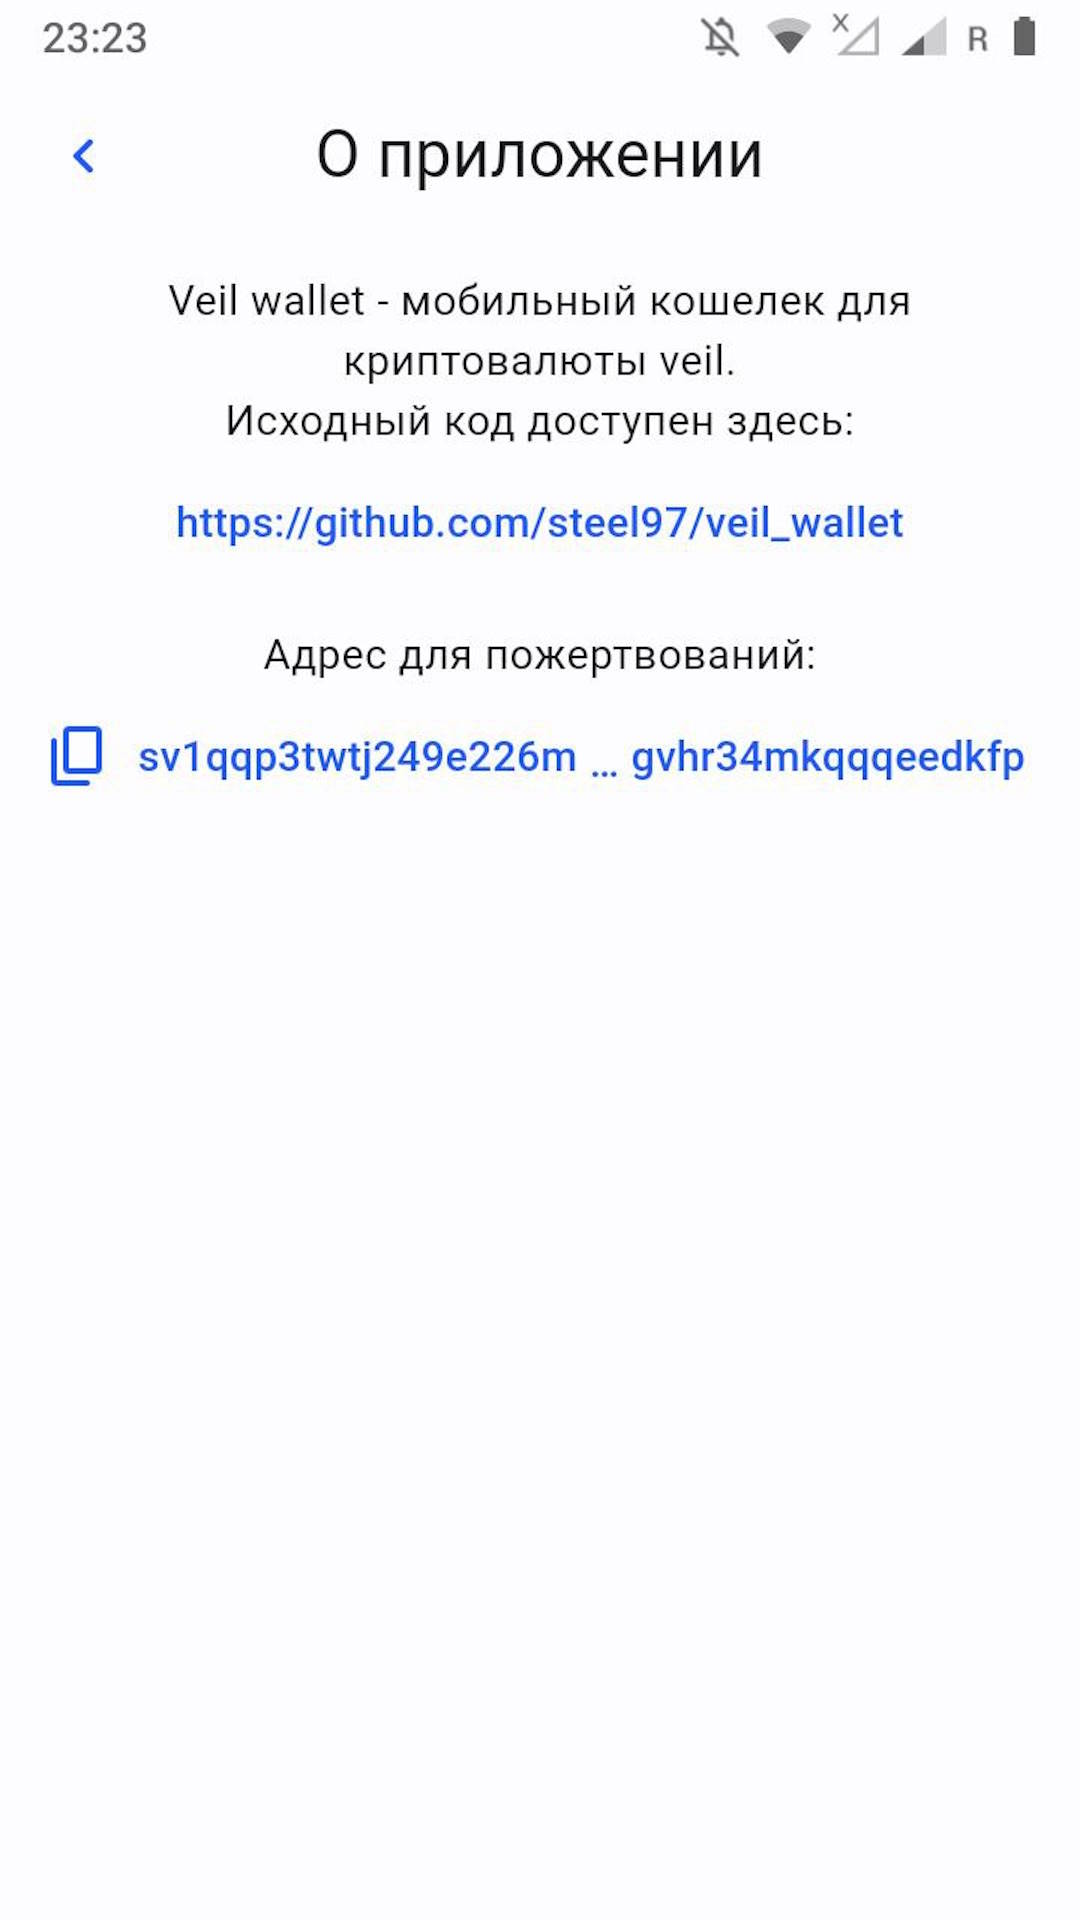 23:23
R
О приложении
Veil wallet - мобильный кошелек для
криптовалюты veil.
Исходный код доступен здесь:
https://github.com/steel97/veil_wallet
Адрес для пожертвований:
sv1qqp3twtj249e226m ... gvhr34mkqqqeedkfp